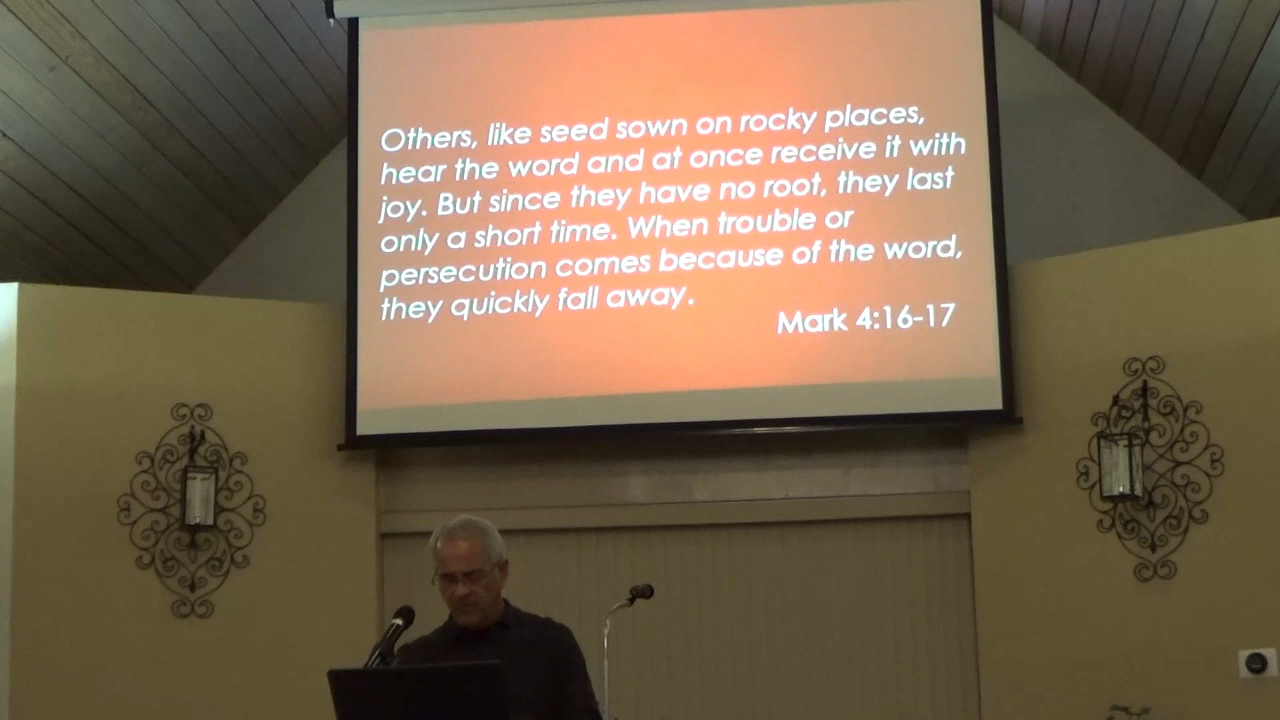 Others, like seed sown on rocky places,
hear the word and at once receive it with
joy. But since they have no root, they last
only a short time. When trouble or
persecution comes because of the word,
they quickly fall away.
Mark 4:16-17